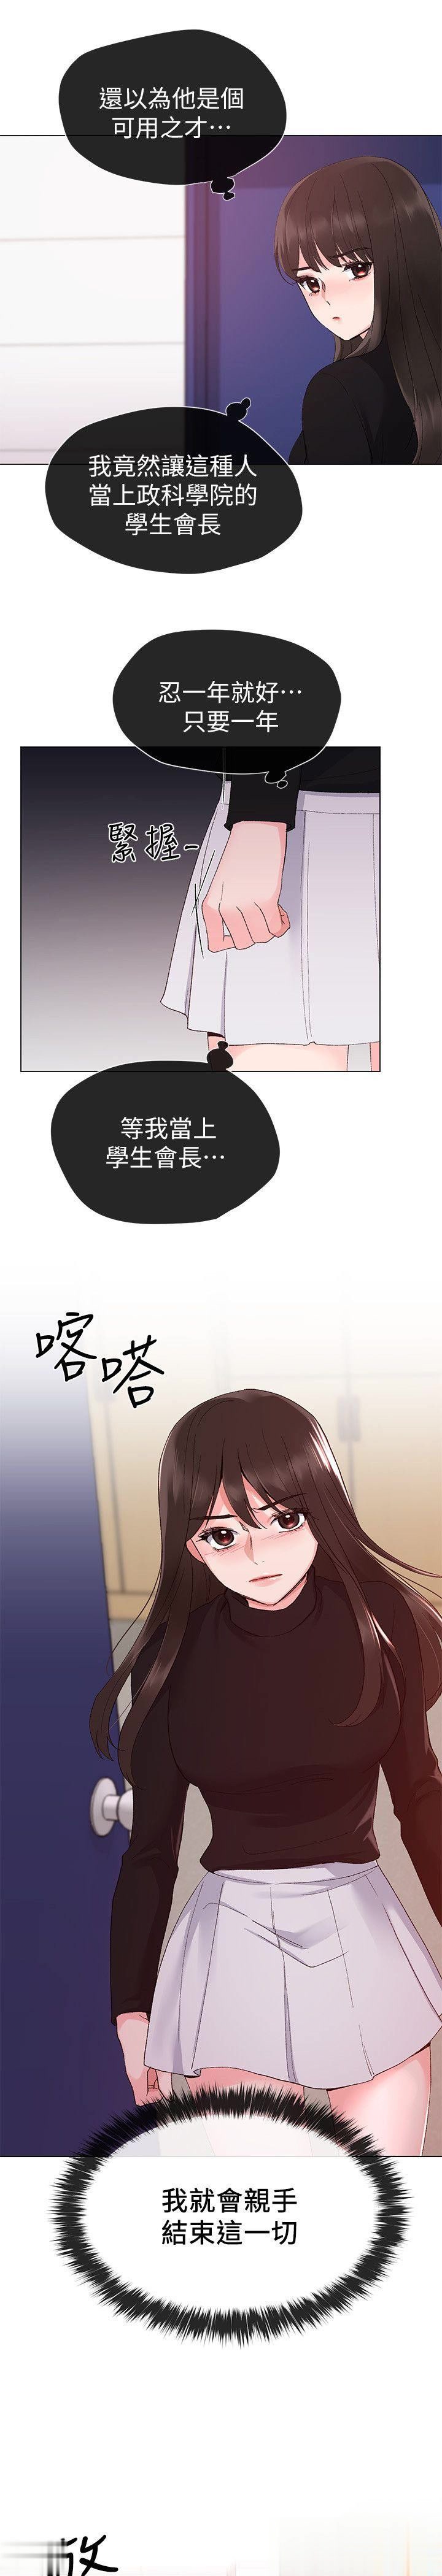 還以為他是個
可用之才…
我竟然讓這種人
當上政科學院的
學生會長
忍一年就好…
只要一年
緊握
等我當上
學生會長…
喀嗒
我就會親手
結束這一切